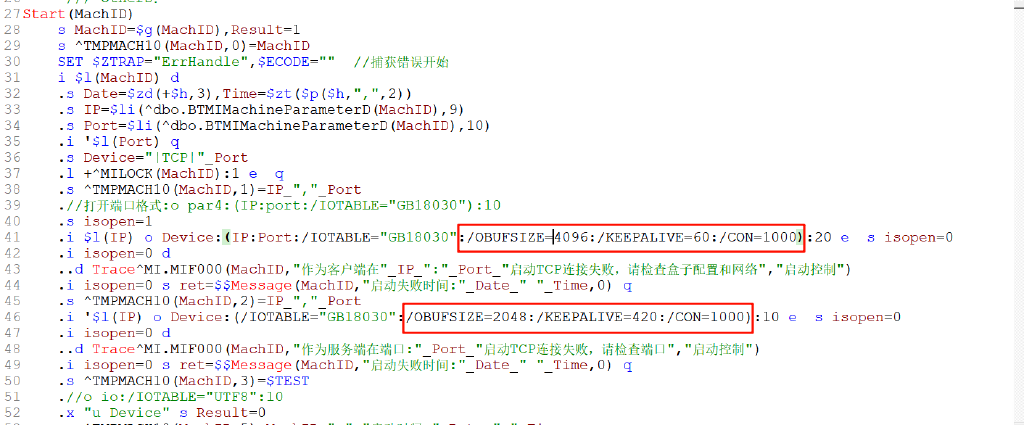 27 Start(MachID)
28 s MachID=$g(MachID),Result=1
29 s ^TMPMACH10(MachID,0)=MachID
30 SET $ZTRAP="ErrHandle",$ECODE="" //捕获错误开始
31 i $l(MachID) d
32 .s Date=$zd(+$h,3),Time=$zt($p($h,",",2))
33 .s IP=$li(^dbo.BTMIMachineParameterD(MachID),9)
34 .s Port=$li(^dbo.BTMIMachineParameterD(MachID),10)
35 .i '$l(Port) q
36 .s Device="|TCP|"_Port
37 .l +^MILOCK(MachID):1 e q
38 .s ^TMPMACH10(MachID,1)=IP_","_Port
39 .//打开端口格式:o par4:(IP:port:/IOTABLE="GB18030"):10
40 .s isopen=1
41 .i $l(IP) o Device:(IP:Port:/IOTABLE="GB18030":/OBUFSIZE=4096:/KEEPALIVE=60:/CON=1000):20 e s isopen=0
42 .i isopen=0 d
43 ..d Trace^MI.MIF000(MachID,"作为客户端在"_IP_":"_Port_"启动TCP连接失败，请检查盒子配置和网络","启动控制")
44 .i isopen=0 s ret=$$Message(MachID,"启动失败时间:"_Date_" "_Time,0) q
45 .s ^TMPMACH10(MachID,2)=IP_","_Port
46 .i '$l(IP) o Device:(/IOTABLE="GB18030":/OBUFSIZE=2048:/KEEPALIVE=420:/CON=1000):10 e s isopen=0
47 .i isopen=0 d
48 ..d Trace^MI.MIF000(MachID,"作为服务端在端口:"_Port_"启动TCP连接失败，请检查端口","启动控制")
49 .i isopen=0 s ret=$$Message(MachID,"启动失败时间:"_Date_" "_Time,0) q
50 .s ^TMPMACH10(MachID,3)=$TEST
51 .//o io:/IOTABLE="UTF8":10
52 .x "u Device" s Result=0